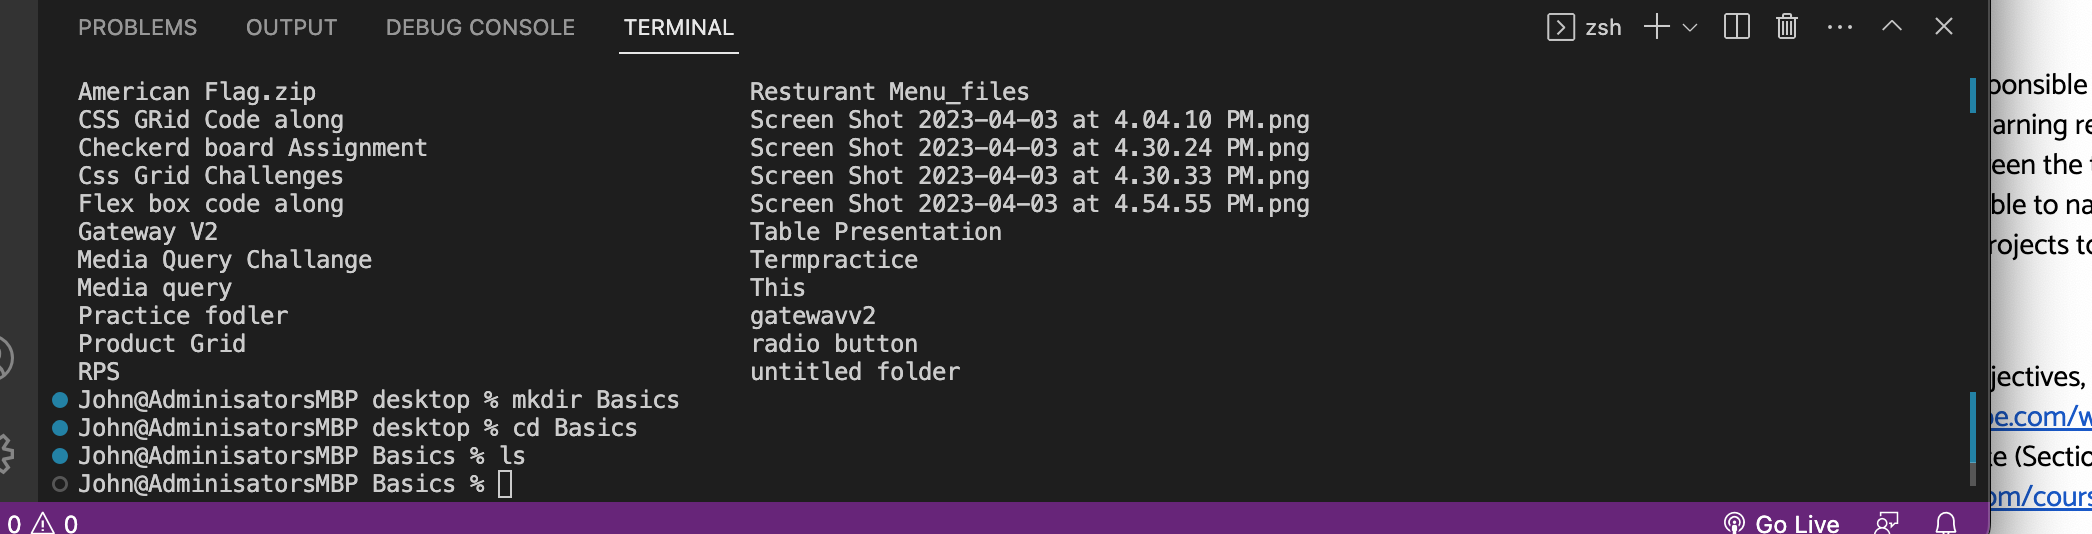 PROBLEMS OUTPUT DEBUG CONSOLE TERMINAL zsh
American Flag.zip Resturant Menu_files
CSS GRid Code along Screen Shot 2023-04-03 at 4.04.10 PM.png
Checkerd board Assignment Screen Shot 2023-04-03 at 4.30.24 PM.png
Css Grid Challenges Screen Shot 2023-04-03 at 4.30.33 PM.png
Flex box code along Screen Shot 2023-04-03 at 4.54.55 PM.png
Gateway V2 Table Presentation
Media Query Challange Termpractice
Media query This
Practice fodler gatewavv2
Product Grid radio button
RPS untitled folder
John@AdminisatorsMBP desktop % mkdir Basics
John@AdminisatorsMBP desktop % cd Basics
John@AdminisatorsMBP Basics % ls
John@AdminisatorsMBP Basics %
0 0 Go Live
ponsible
arning re
een the
ble to na
rojects to
jectives,
e.com/w
e (Sectio
om/cours